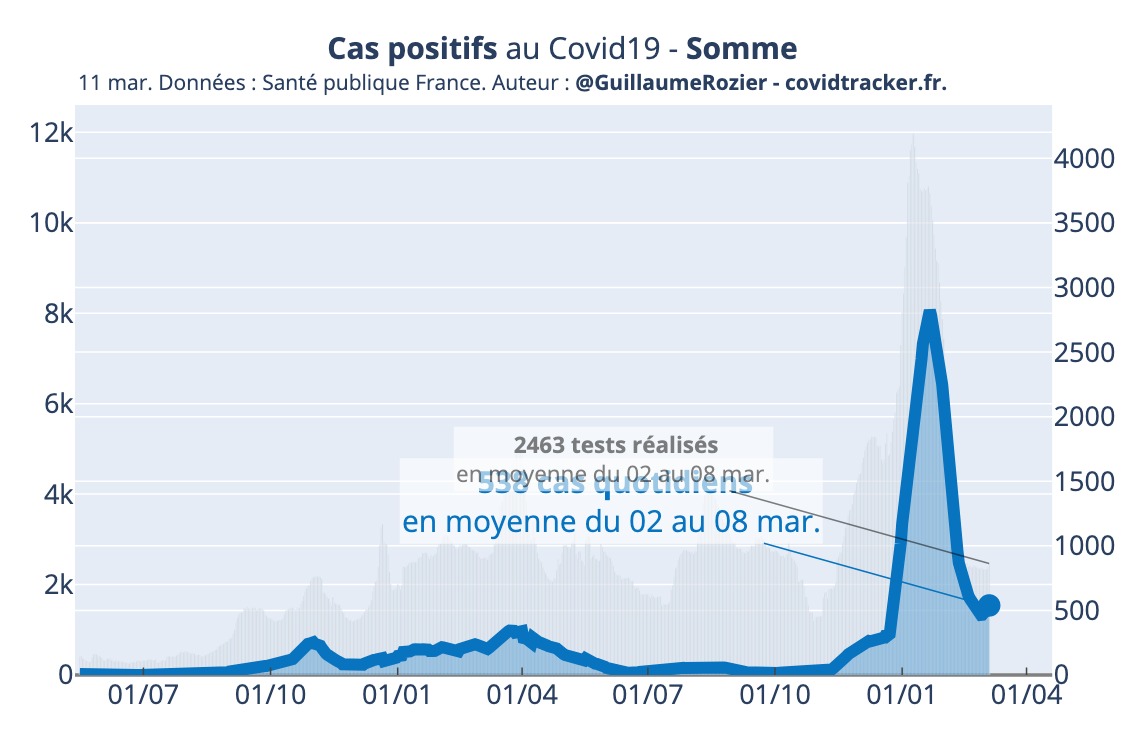 Cas positifs au Covid19 - Somme
11 mar. Données : Santé publique France. Auteur : @GuillaumeRozier - covidtracker.fr.
12k
10k
8k
6k
4k
2k
0
4000
3500
3000
2500
2000
1500
1000
500
0
2463 tests réalisés
en moyenne du 02 au 08 mar.
538 cas quotidiens
en moyenne du 02 au 08 mar.
01/07 01/10 01/01 01/04 01/07 01/10 01/01 01/04